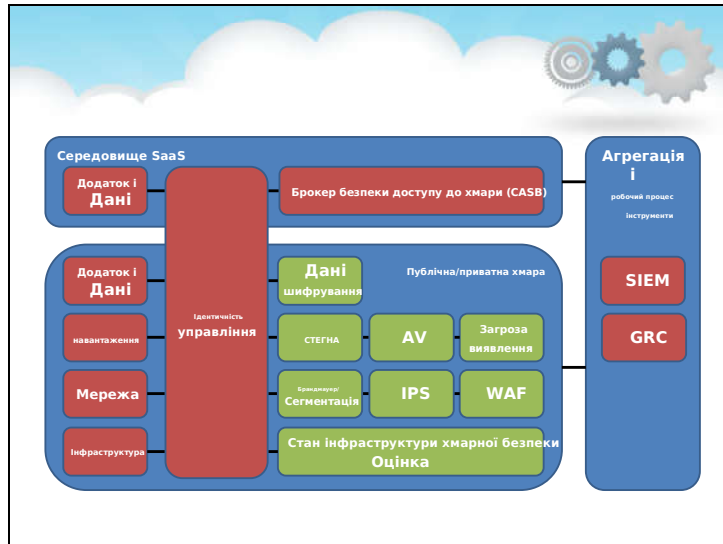 Середовище SaaS
Додаток і
Дані
Брокер безпеки доступу до хмари (CASB)
Агрегація
і
робочий процес
інструменти
SIEM
GRC
Ідентичність
управління
Додаток і
Дані
Дані
шифрування
Публічна/приватна хмара
навантаження
СТЕГНА
AV
Загроза
виявлення
Мережа
Брандмауер/
Сегментація
IPS
WAF
Інфраструктура
Стан інфраструктури хмарної безпеки
Оцінка